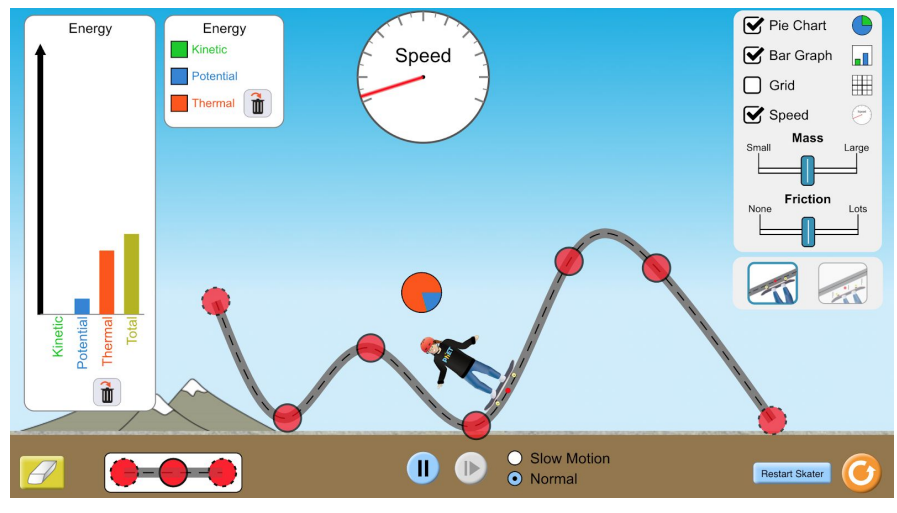 Energy
Kinetic
Potential
Thermal
Total
Energy
Kinetic
Potential
Thermal
Speed
Pie Chart
Bar Graph
Grid
Speed
Mass
Small
Large
Friction
None
Lots
PhET
Slow Motion
Normal
Restart Skater